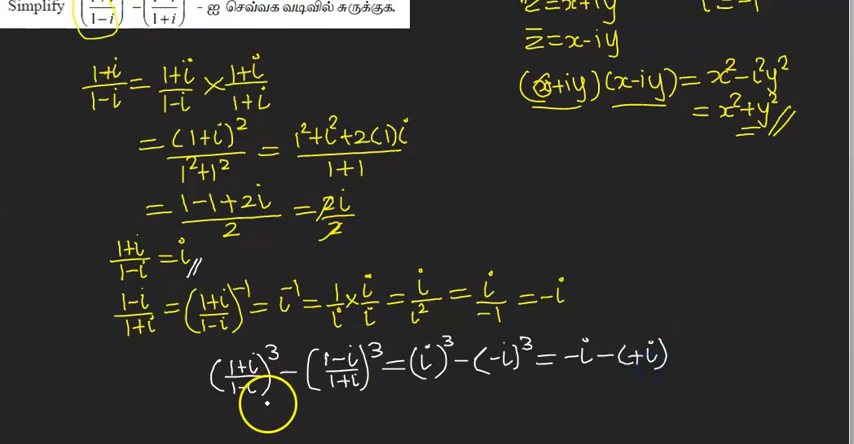 Simplify (1+i/1-i) - (1-i/1+i) - ஐ செவ்வக வடிவில் சுருக்குக.
z = x+iy
i² = -1
z̄ = x-iy
(x+iy)(x-iy) = x² - i²y²
= x² + y² //
1+i/1-i = 1+i/1-i × 1+i/1+i
= (1+i)²/1²+1² = 1²+i²+2(1)i/1+1
= 1-1+2i/2 = 2i/2
1+i/1-i = i //
1-i/1+i = (1+i/1-i)⁻¹ = i⁻¹ = 1/i × i/i = i/i² = i/-1 = -i
(1+i/1-i)³ - (1-i/1+i)³ = (i)³ - (-i)³ = -i - (+i)